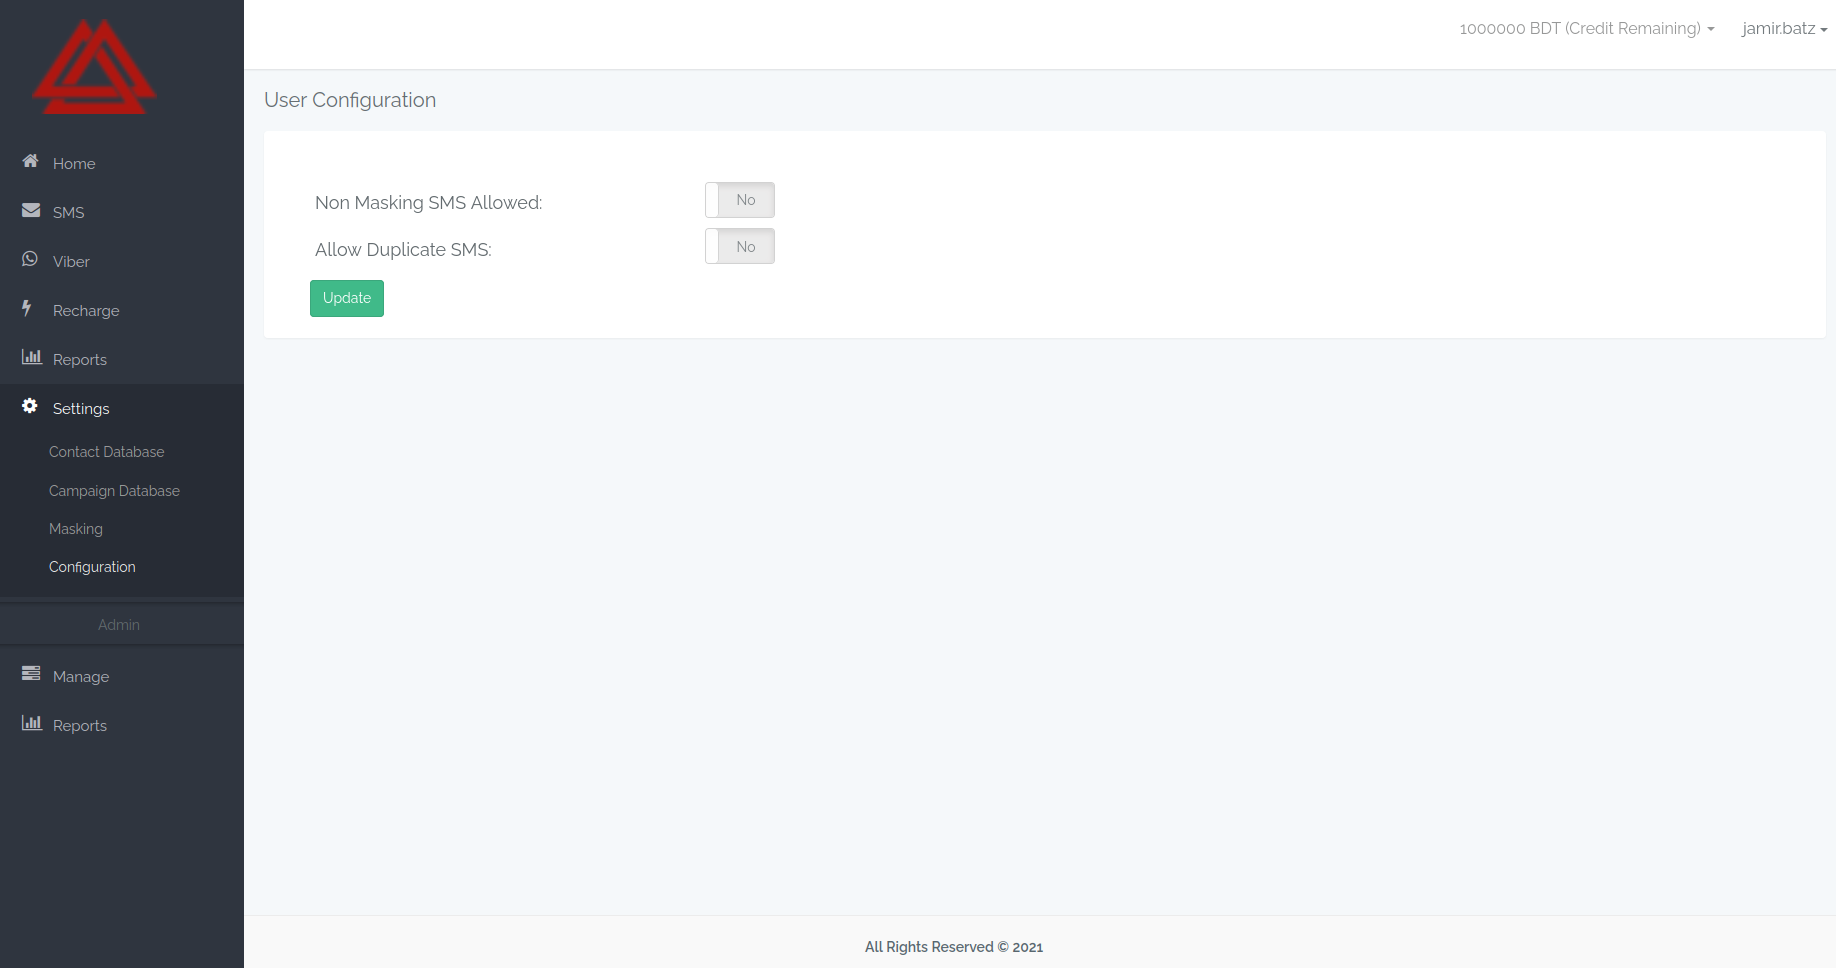 1000000 BDT (Credit Remaining)
jamir.batz
Home
SMS
Viber
Recharge
Reports
Settings
Contact Database
Campaign Database
Masking
Configuration
Admin
Manage
Reports
User Configuration
Non Masking SMS Allowed: No
Allow Duplicate SMS: No
Update
All Rights Reserved © 2021